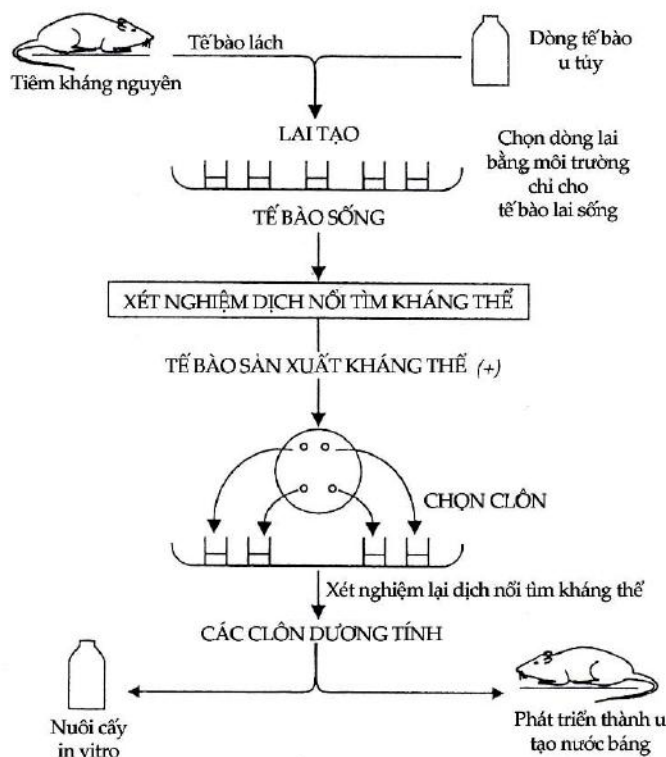 Tế bào lách
Dòng tế bào
u tủy
Tiêm kháng nguyên
LAI TẠO
Chọn dòng lai
bằng môi trường
chỉ cho
tế bào lai sống
TẾ BÀO SỐNG
XÉT NGHIỆM DỊCH NỔI TÌM KHÁNG THỂ
TẾ BÀO SẢN XUẤT KHÁNG THỂ (+)
CHỌN CLÔN
Xét nghiệm lại dịch nổi tìm kháng thể
CÁC CLÔN DƯƠNG TÍNH
Nuôi cấy
in vitro
Phát triển thành u
tạo nước báng